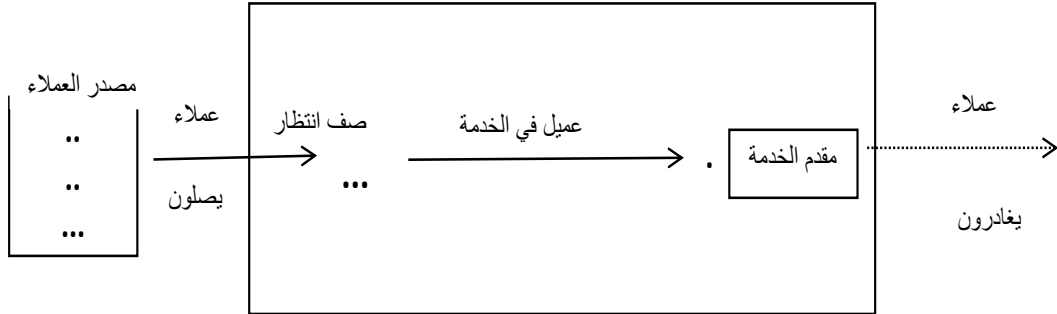 مصدر العملاء
..
..
...
عملاء
يصلون
صف انتظار
...
عميل في الخدمة
.
مقدم الخدمة
عملاء
يغادرون